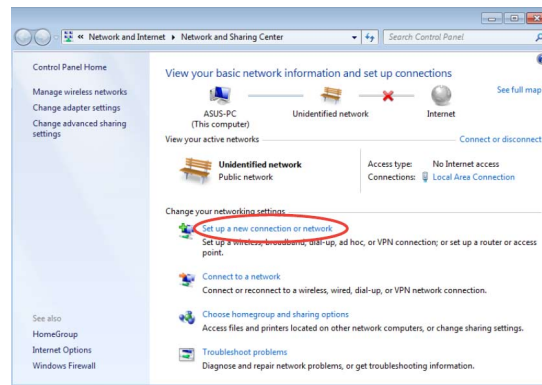 « Network and Internet ▸ Network and Sharing Center
Search Control Panel
Control Panel Home
Manage wireless networks
Change adapter settings
Change advanced sharing
settings
See also
HomeGroup
Internet Options
Windows Firewall
View your basic network information and set up connections
See full map
ASUS-PC
(This computer)
Unidentified network
Internet
View your active networks
Connect or disconnect
Unidentified network
Public network
Access type: No Internet access
Connections: Local Area Connection
Change your networking settings
Set up a new connection or network
Set up a wireless, broadband, dial-up, ad hoc, or VPN connection; or set up a router or access
point.
Connect to a network
Connect or reconnect to a wireless, wired, dial-up, or VPN network connection.
Choose homegroup and sharing options
Access files and printers located on other network computers, or change sharing settings.
Troubleshoot problems
Diagnose and repair network problems, or get troubleshooting information.